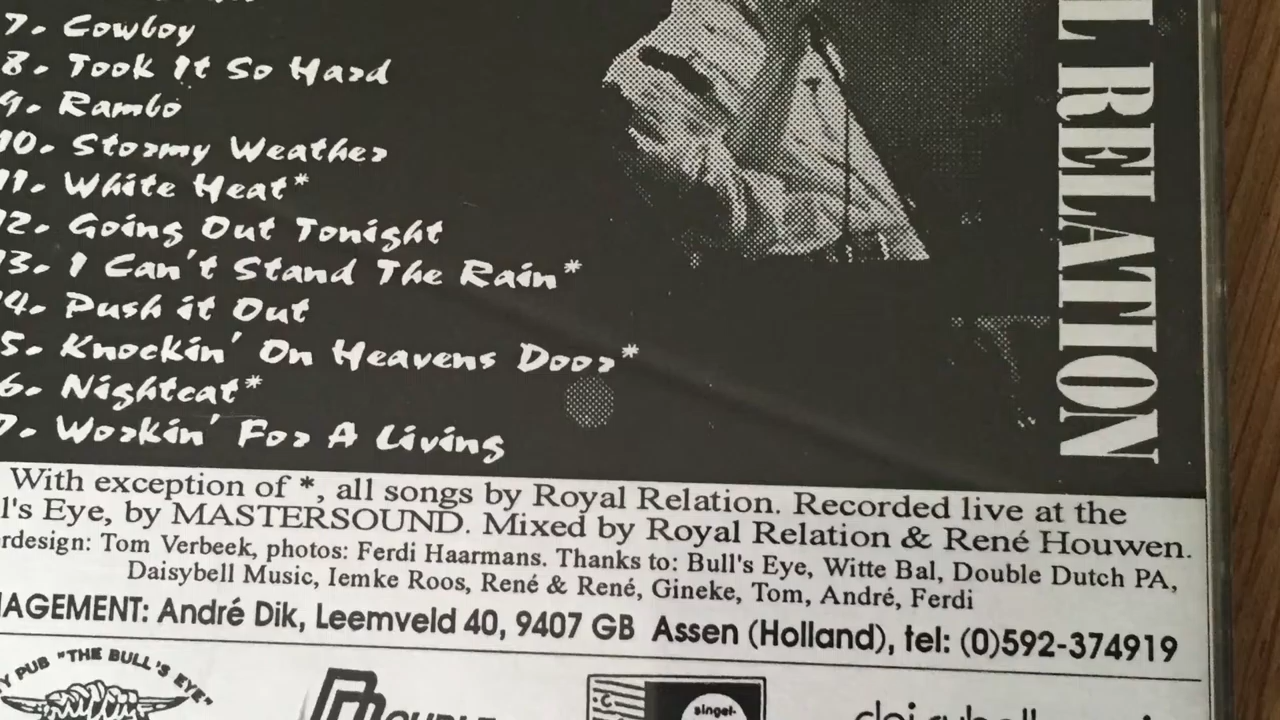 7. Cowboy
8. Took It So Hard
9. Rambo
10. Stormy Weather
11. White Heat*
12. Going Out Tonight
3. I Can't Stand The Rain*
4. Push it Out
5. Knockin' On Heavens Door*
6. Nightcat*
7. Workin' For A Living
L RELATION
With exception of *, all songs by Royal Relation. Recorded live at the
l's Eye, by MASTERSOUND. Mixed by Royal Relation & René Houwen.
rdesign: Tom Verbeek, photos: Ferdi Haarmans. Thanks to: Bull's Eye, Witte Bal, Double Dutch PA,
Daisybell Music, Iemke Roos, René & René, Gineke, Tom, André, Ferdi
NAGEMENT: André Dik, Leemveld 40, 9407 GB Assen (Holland), tel: (0)592-374919
Y PUB "THE BULL'S EYE"
singel-